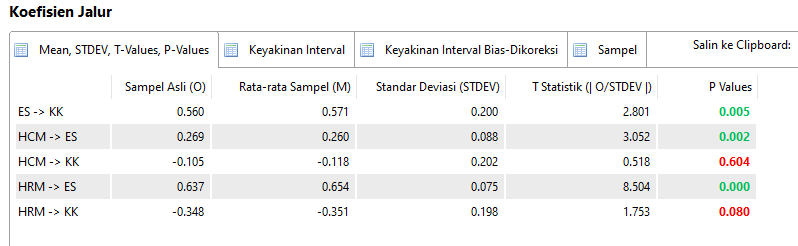 Koefisien Jalur
Mean, STDEV, T-Values, P-Values Keyakinan Interval Keyakinan Interval Bias-Dikoreksi Sampel Salin ke Clipboard:
Sampel Asli (O) Rata-rata Sampel (M) Standar Deviasi (STDEV) T Statistik (| O/STDEV |) P Values
ES -> KK 0.560 0.571 0.200 2.801 0.005
HCM -> ES 0.269 0.260 0.088 3.052 0.002
HCM -> KK -0.105 -0.118 0.202 0.518 0.604
HRM -> ES 0.637 0.654 0.075 8.504 0.000
HRM -> KK -0.348 -0.351 0.198 1.753 0.080